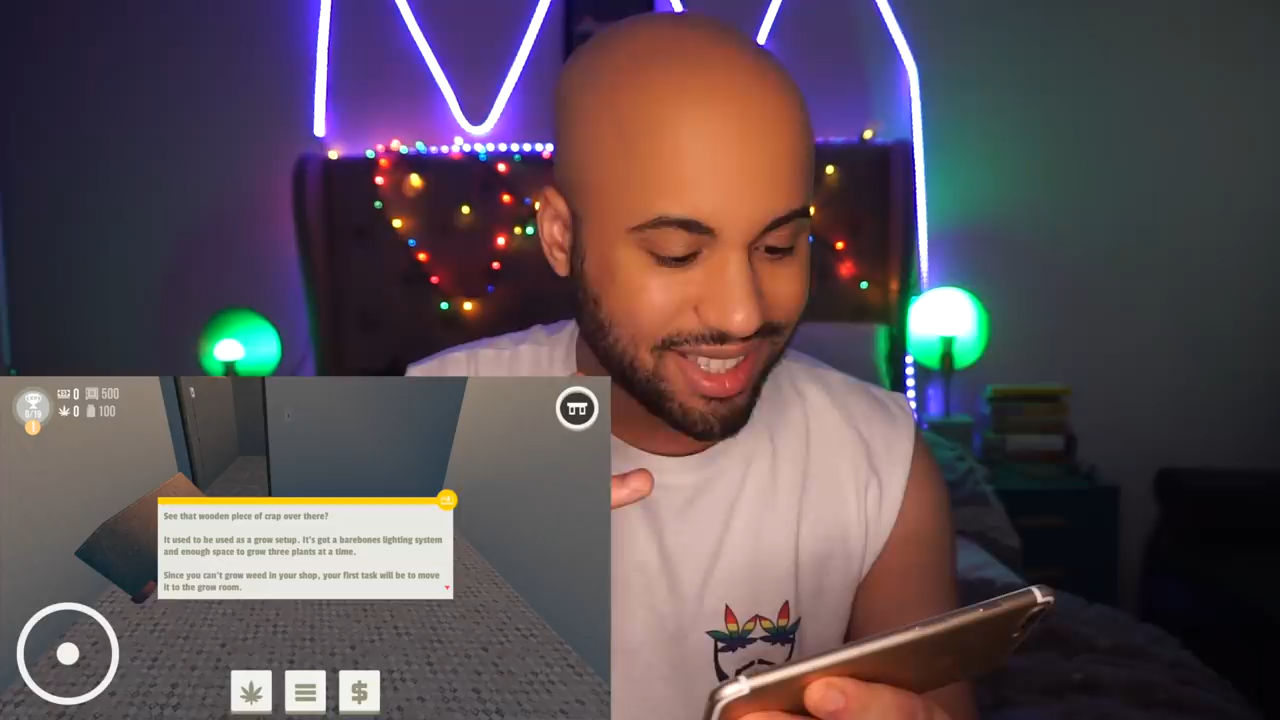 0 500
0/19 0 100
See that wooden piece of crap over there?
It used to be used as a grow setup. It's got a barebones lighting system
and enough space to grow three plants at a time.
Since you can't grow weed in your shop, your first task will be to move
it to the grow room.
$